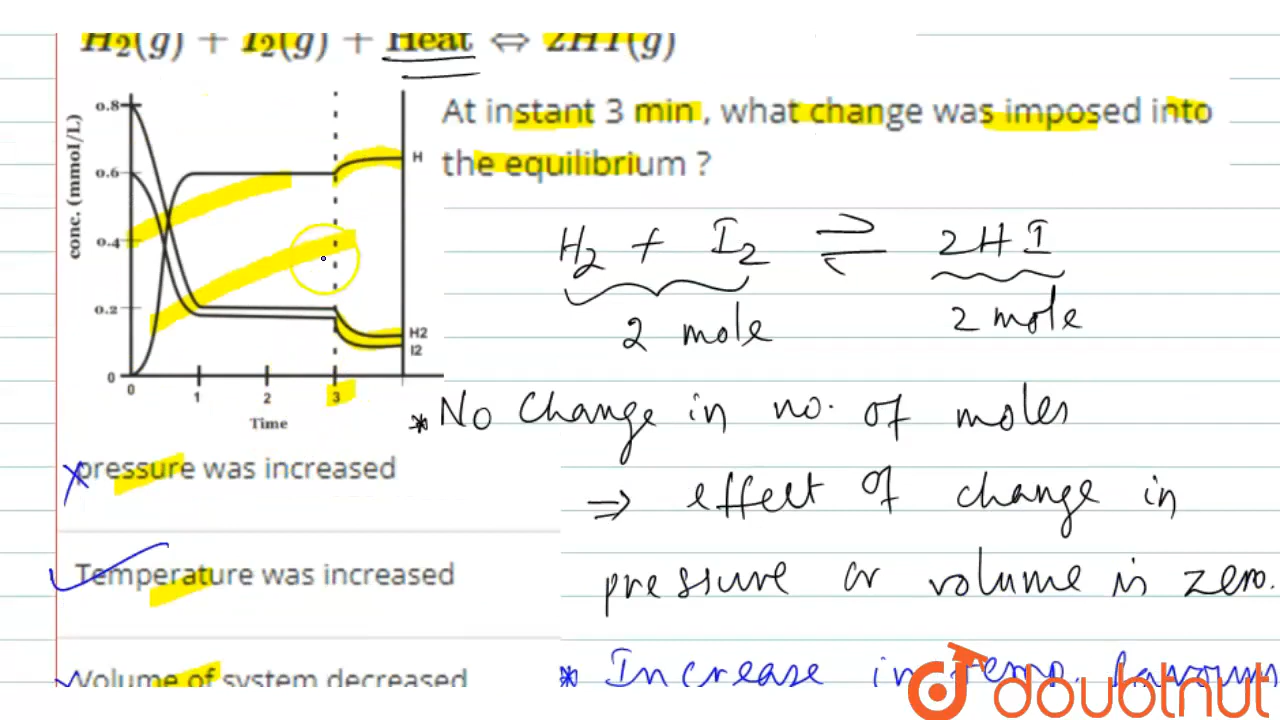 H2(g) + I2(g) + Heat ⇔ 2HI(g)
At instant 3 min , what change was imposed into
the equilibrium ?
conc. (mmol/L)
0.8
0.6
0.4
0.2
0
0 1 2 3
Time
H
H2
I2
H2 + I2 ⇌ 2HI
2 mole 2 mole
* No Change in no. of moles
⇒ effect of change in
pressure or volume is zero.
* Increase in temp. favours
pressure was increased
Temperature was increased
Volume of system decreased
doubtnut